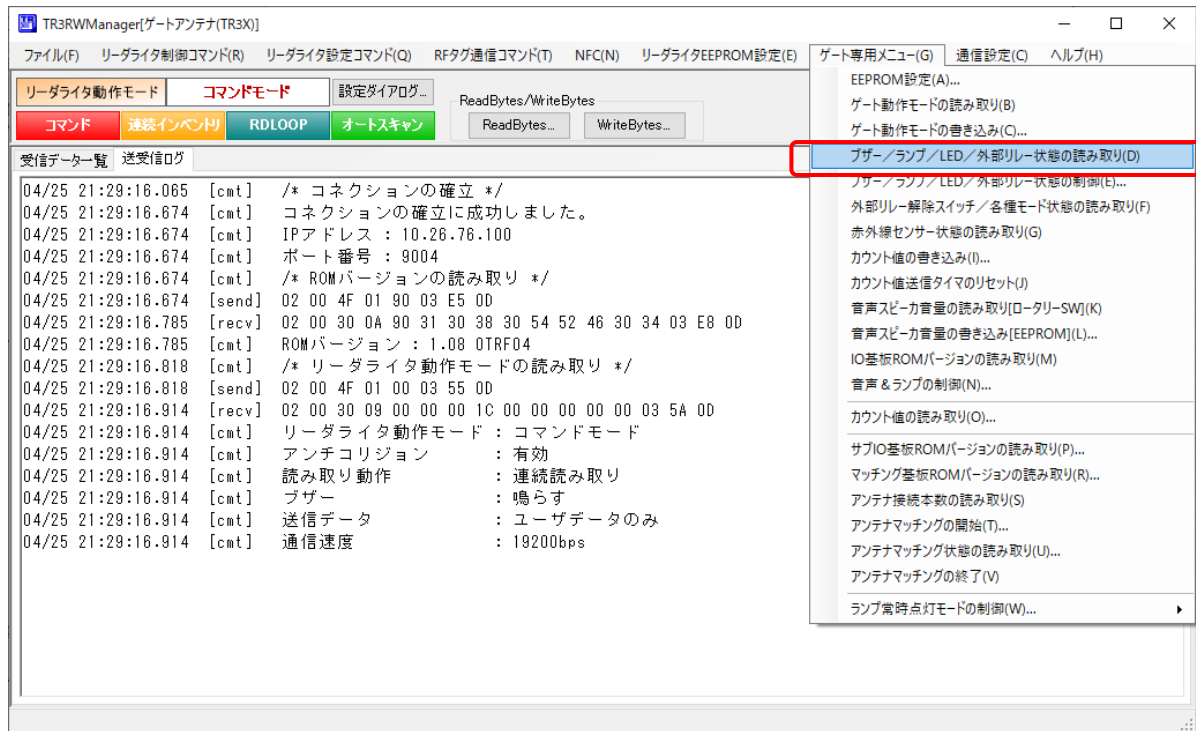 TR3RWManager[ゲートアンテナ(TR3X)]
ファイル(F) リーダライタ制御コマンド(R) リーダライタ設定コマンド(Q) RFタグ通信コマンド(T) NFC(N) リーダライタEEPROM設定(E) ゲート専用メニュー(G) 通信設定(C) ヘルプ(H)
リーダライタ動作モード コマンドモード 設定ダイアログ...
コマンド 連続インベントリ RDLOOP オートスキャン
ReadBytes/WriteBytes
ReadBytes... WriteBytes...
受信データ一覧 送受信ログ
04/25 21:29:16.065 [cmt] /* コネクションの確立 */
04/25 21:29:16.674 [cmt] コネクションの確立に成功しました。
04/25 21:29:16.674 [cmt] IPアドレス : 10.26.76.100
04/25 21:29:16.674 [cmt] ポート番号 : 9004
04/25 21:29:16.674 [cmt] /* ROMバージョンの読み取り */
04/25 21:29:16.674 [send] 02 00 4F 01 90 03 E5 0D
04/25 21:29:16.785 [recv] 02 00 30 0A 90 31 30 38 30 54 52 46 30 34 03 E8 0D
04/25 21:29:16.785 [cmt] ROMバージョン : 1.08 0TRF04
04/25 21:29:16.818 [cmt] /* リーダライタ動作モードの読み取り */
04/25 21:29:16.818 [send] 02 00 4F 01 00 03 55 0D
04/25 21:29:16.914 [recv] 02 00 30 09 00 00 00 1C 00 00 00 00 00 03 5A 0D
04/25 21:29:16.914 [cmt] リーダライタ動作モード : コマンドモード
04/25 21:29:16.914 [cmt] アンチコリジョン : 有効
04/25 21:29:16.914 [cmt] 読み取り動作 : 連続読み取り
04/25 21:29:16.914 [cmt] ブザー : 鳴らす
04/25 21:29:16.914 [cmt] 送信データ : ユーザデータのみ
04/25 21:29:16.914 [cmt] 通信速度 : 19200bps
EEPROM設定(A)...
ゲート動作モードの読み取り(B)
ゲート動作モードの書き込み(C)...
ブザー／ランプ／LED／外部リレー状態の読み取り(D)
ブザー／ランプ／LED／外部リレー状態の制御(E)...
外部リレー解除スイッチ／各種モード状態の読み取り(F)
赤外線センサー状態の読み取り(G)
カウント値の書き込み(I)...
カウント値送信タイマのリセット(J)
音声スピーカ音量の読み取り[ロータリーSW](K)
音声スピーカ音量の書き込み[EEPROM](L)...
IO基板ROMバージョンの読み取り(M)
音声＆ランプの制御(N)...
カウント値の読み取り(O)...
サブIO基板ROMバージョンの読み取り(P)...
マッチング基板ROMバージョンの読み取り(R)...
アンテナ接続本数の読み取り(S)
アンテナマッチングの開始(T)...
アンテナマッチング状態の読み取り(U)...
アンテナマッチングの終了(V)
ランプ常時点灯モードの制御(W)...